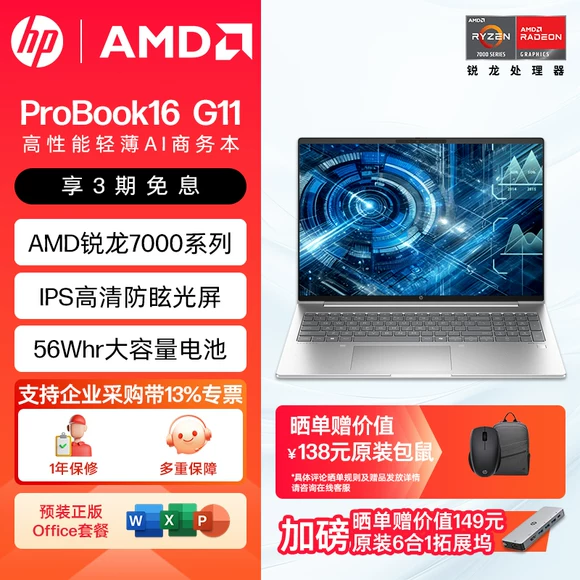 hp
AMD
ProBook16 G11
高性能轻薄AI商务本
享3期免息
AMD锐龙7000系列
IPS高清防眩光屏
56Whr大容量电池
支持企业采购带13%专票
1年保修
多重保障
预装正版
Office套餐
W
X
P
AMD
RYZEN
7000 SERIES
AMD
RADEON
GRAPHICS
锐龙处理器
晒单赠价值
¥138元原装包鼠
*具体评论晒单规则及赠品发放详情
请咨询在线客服
加磅
晒单赠价值149元
原装6合1拓展坞